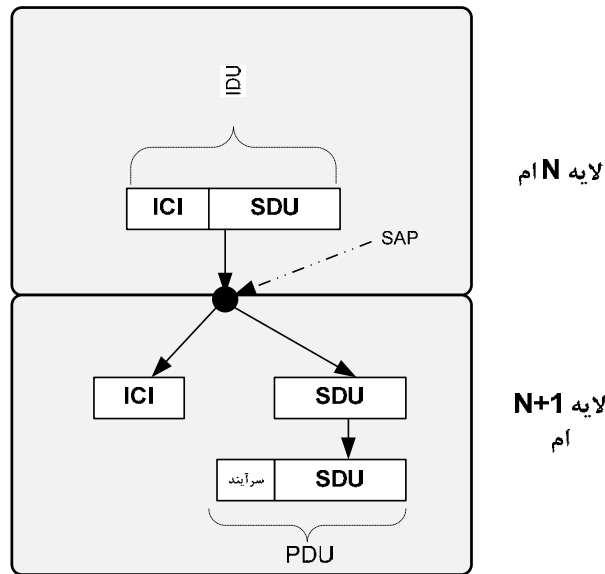 IDU
لایه N ام
ICI
SDU
SAP
ICI
SDU
لایه N+1
ام
سرآیند
SDU
PDU